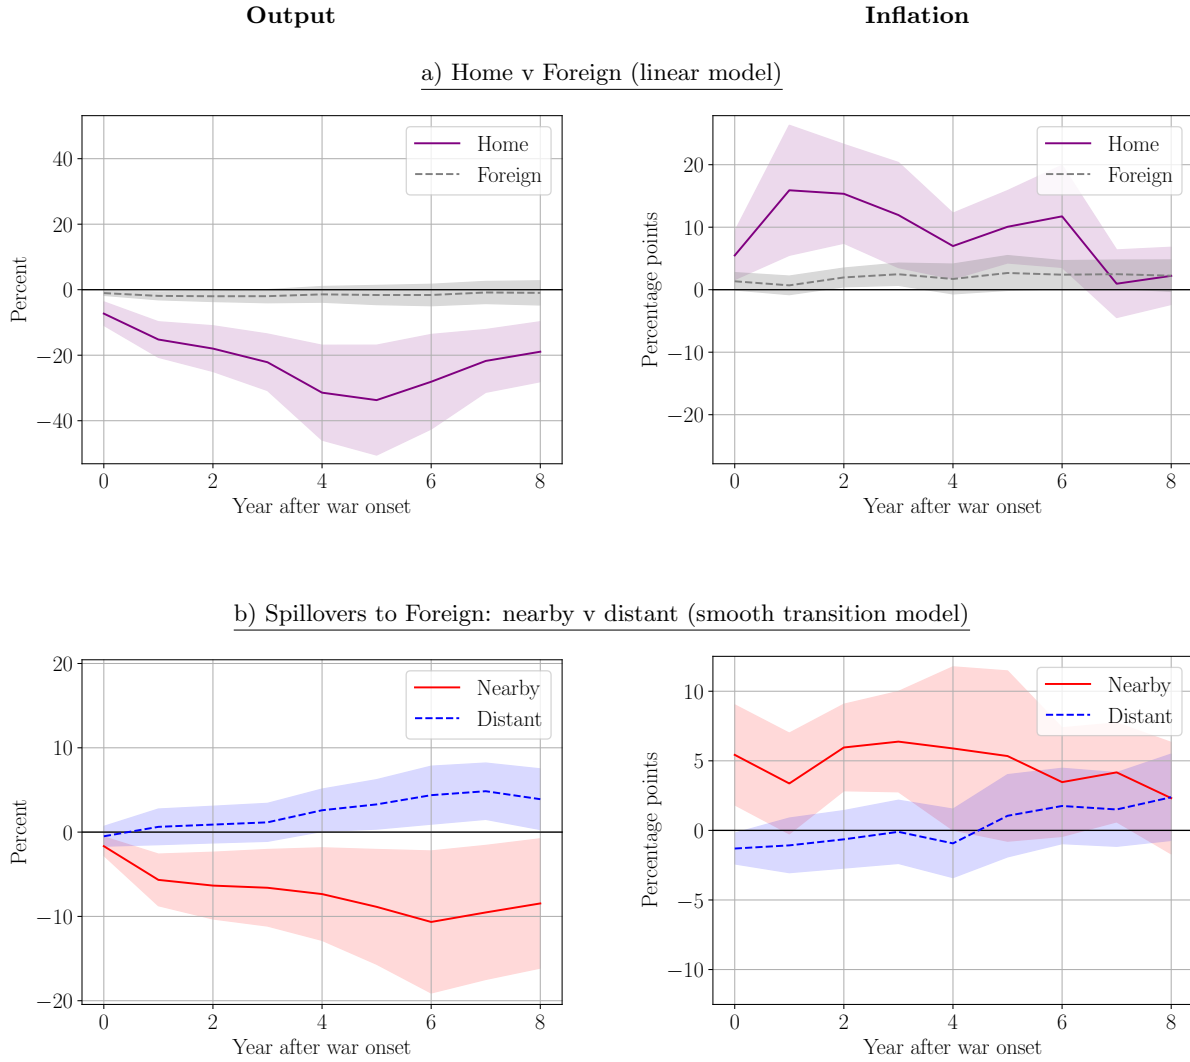 Output
Inflation
a) Home v Foreign (linear model)
Home
Foreign
40
20
0
−20
−40
Percent
0 2 4 6 8
Year after war onset
Home
Foreign
20
10
0
−10
−20
Percentage points
0 2 4 6 8
Year after war onset
b) Spillovers to Foreign: nearby v distant (smooth transition model)
Nearby
Distant
20
10
0
−10
−20
Percent
0 2 4 6 8
Year after war onset
Nearby
Distant
10
5
0
−5
−10
Percentage points
0 2 4 6 8
Year after war onset